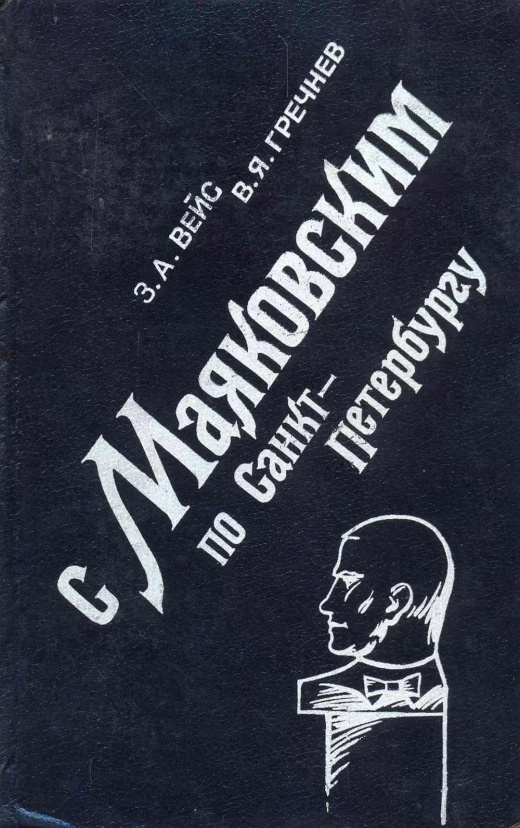 З.А. ВЕЙС
В.Я. ГРЕЧНЕВ
С МАЯКОВСКИМ
ПО САНКТ–
ПЕТЕРБУРГУ